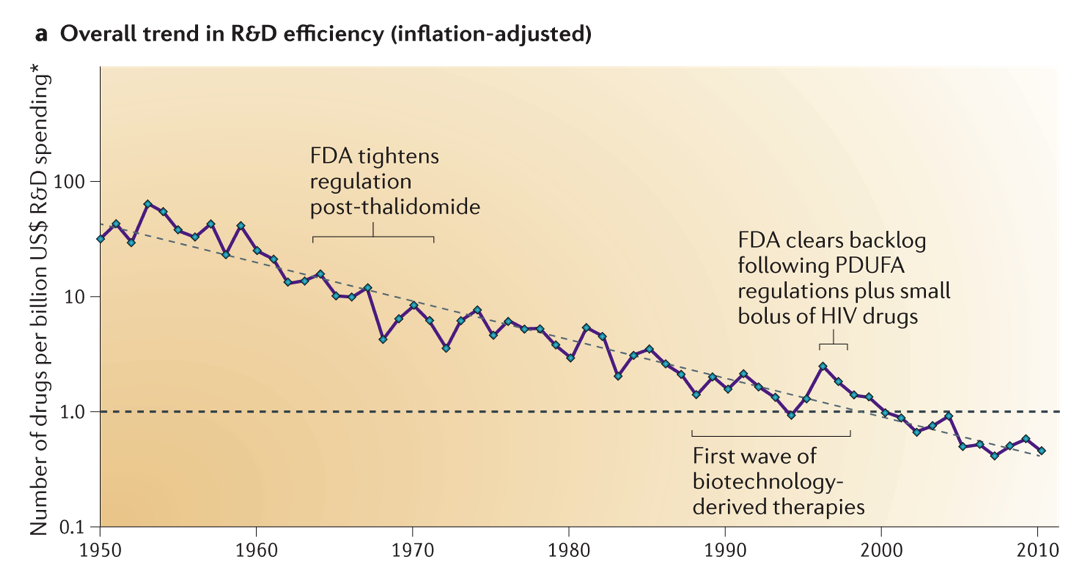 a Overall trend in R&D efficiency (inflation-adjusted)
Number of drugs per billion US$ R&D spending*
100
10
1.0
0.1
FDA tightens
regulation
post-thalidomide
FDA clears backlog
following PDUFA
regulations plus small
bolus of HIV drugs
First wave of
biotechnology-
derived therapies
1950 1960 1970 1980 1990 2000 2010